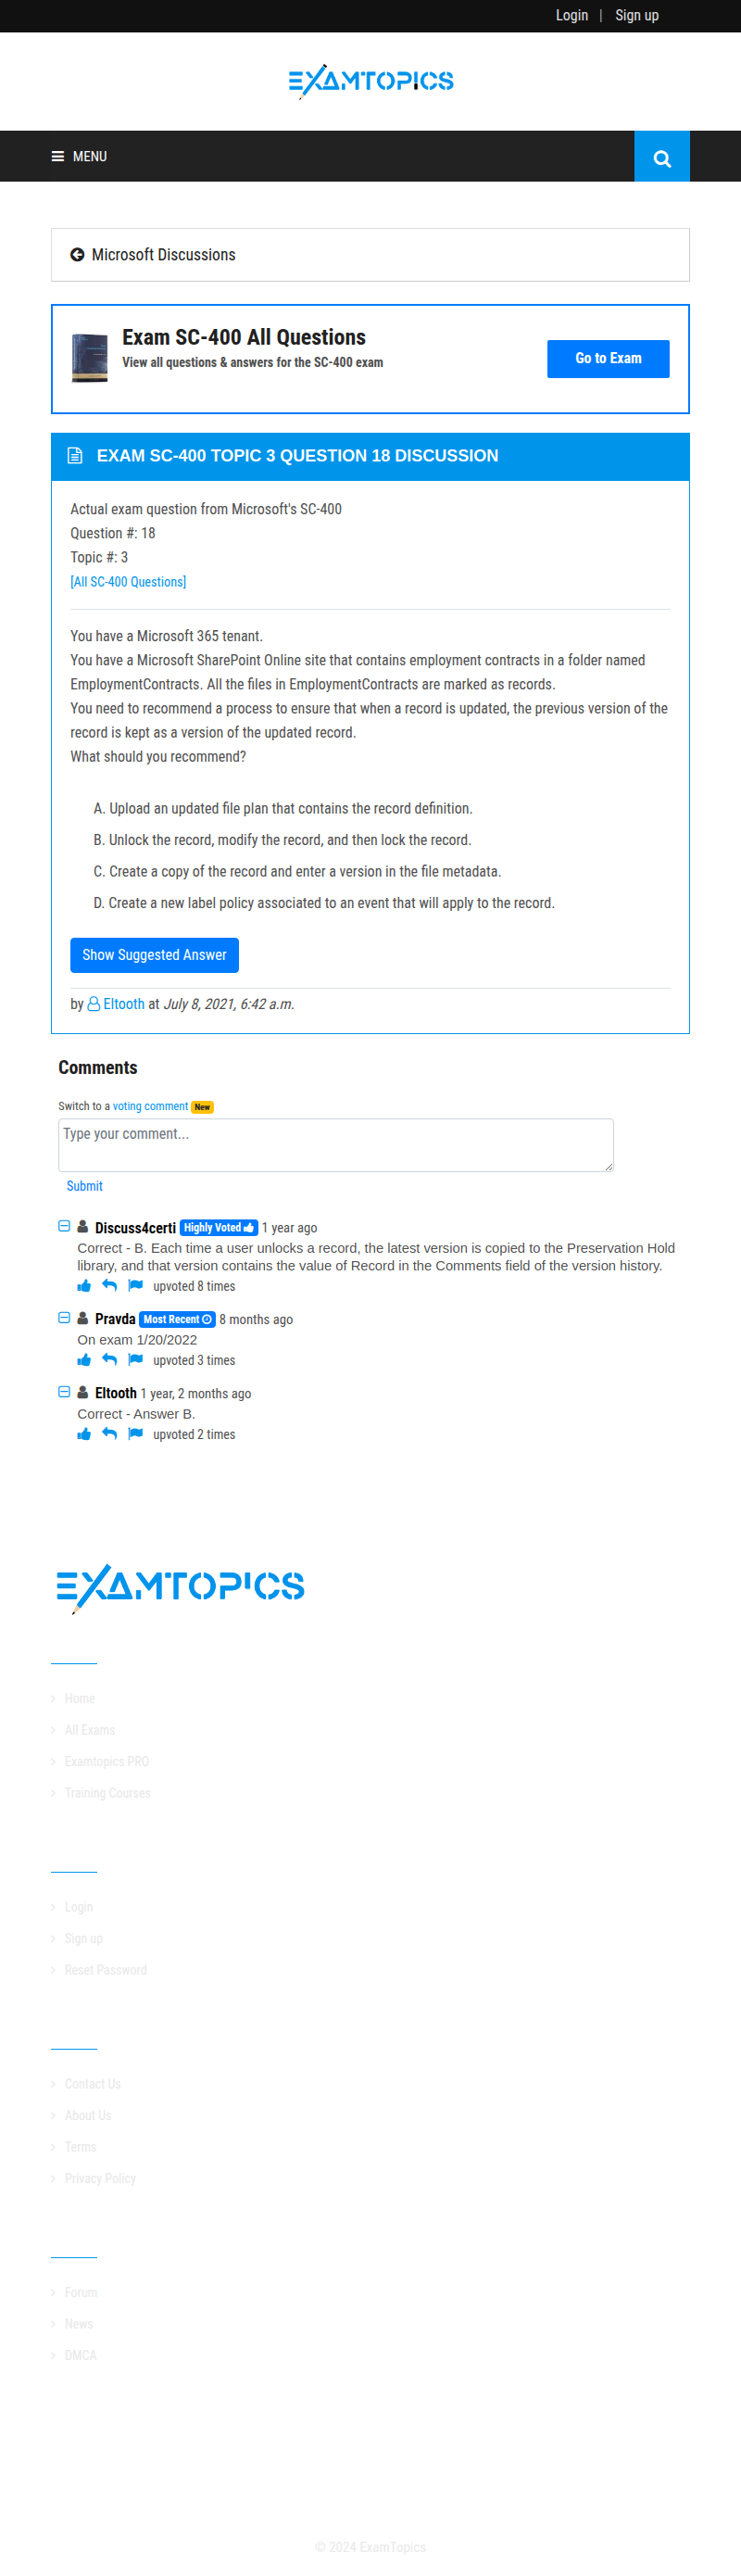 Login | Sign up
EXAMTOPICS
MENU
Microsoft Discussions
Exam SC-400 All Questions
View all questions & answers for the SC-400 exam
Go to Exam
EXAM SC-400 TOPIC 3 QUESTION 18 DISCUSSION
Actual exam question from Microsoft's SC-400
Question #: 18
Topic #: 3
[All SC-400 Questions]
You have a Microsoft 365 tenant.
You have a Microsoft SharePoint Online site that contains employment contracts in a folder named
EmploymentContracts. All the files in EmploymentContracts are marked as records.
You need to recommend a process to ensure that when a record is updated, the previous version of the
record is kept as a version of the updated record.
What should you recommend?
A. Upload an updated file plan that contains the record definition.
B. Unlock the record, modify the record, and then lock the record.
C. Create a copy of the record and enter a version in the file metadata.
D. Create a new label policy associated to an event that will apply to the record.
Show Suggested Answer
by Eltooth at July 8, 2021, 6:42 a.m.
Comments
Switch to a voting comment New
Type your comment...
Submit
Discuss4certi Highly Voted 1 year ago
Correct - B. Each time a user unlocks a record, the latest version is copied to the Preservation Hold
library, and that version contains the value of Record in the Comments field of the version history.
upvoted 8 times
Pravda Most Recent 8 months ago
On exam 1/20/2022
upvoted 3 times
Eltooth 1 year, 2 months ago
Correct - Answer B.
upvoted 2 times
EXAMTOPICS
Home
All Exams
Examtopics PRO
Training Courses
Login
Sign up
Reset Password
Contact Us
About Us
Terms
Privacy Policy
Forum
News
DMCA
© 2024 ExamTopics